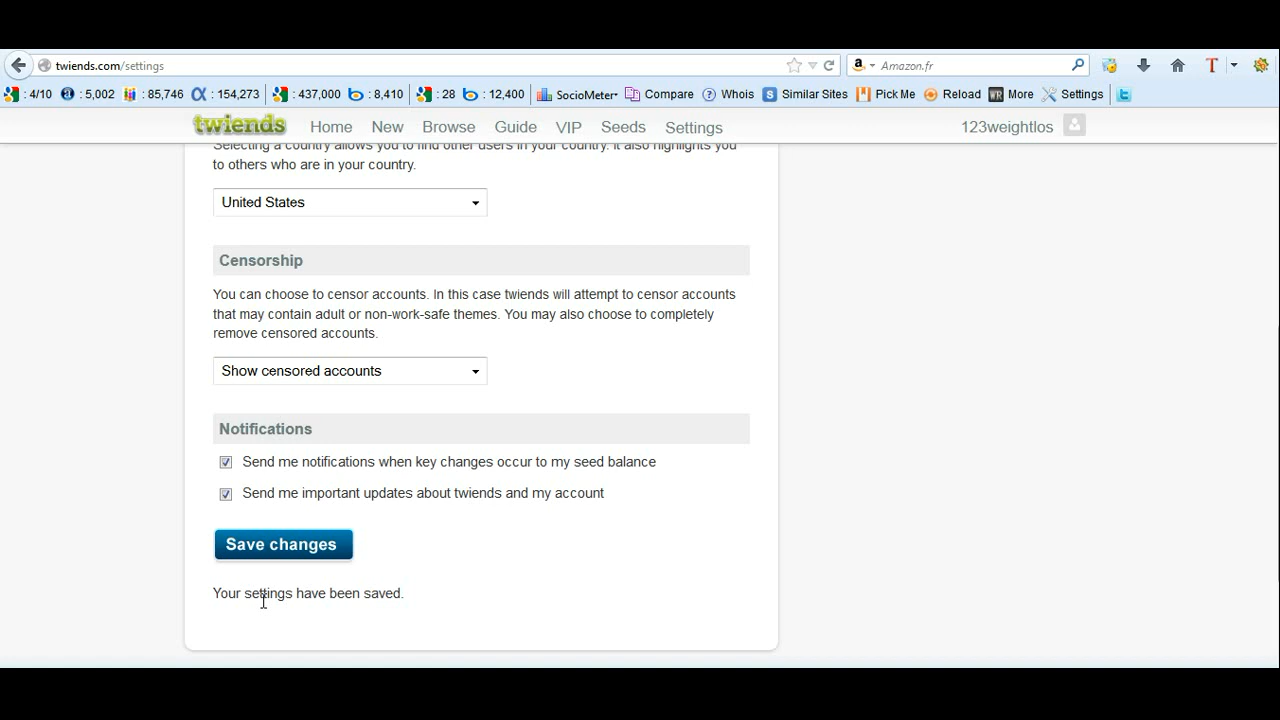 twiends.com/settings
Amazon.fr
: 4/10 : 5,002 : 85,746 : 154,273 : 437,000 : 8,410 : 28 : 12,400 SocioMeter Compare Whois Similar Sites Pick Me Reload More Settings
twiends Home New Browse Guide VIP Seeds Settings 123weightlos
Selecting a country allows you to find other users in your country. It also highlights you
to others who are in your country.
United States
Censorship
You can choose to censor accounts. In this case twiends will attempt to censor accounts
that may contain adult or non-work-safe themes. You may also choose to completely
remove censored accounts.
Show censored accounts
Notifications
Send me notifications when key changes occur to my seed balance
Send me important updates about twiends and my account
Save changes
Your settings have been saved.